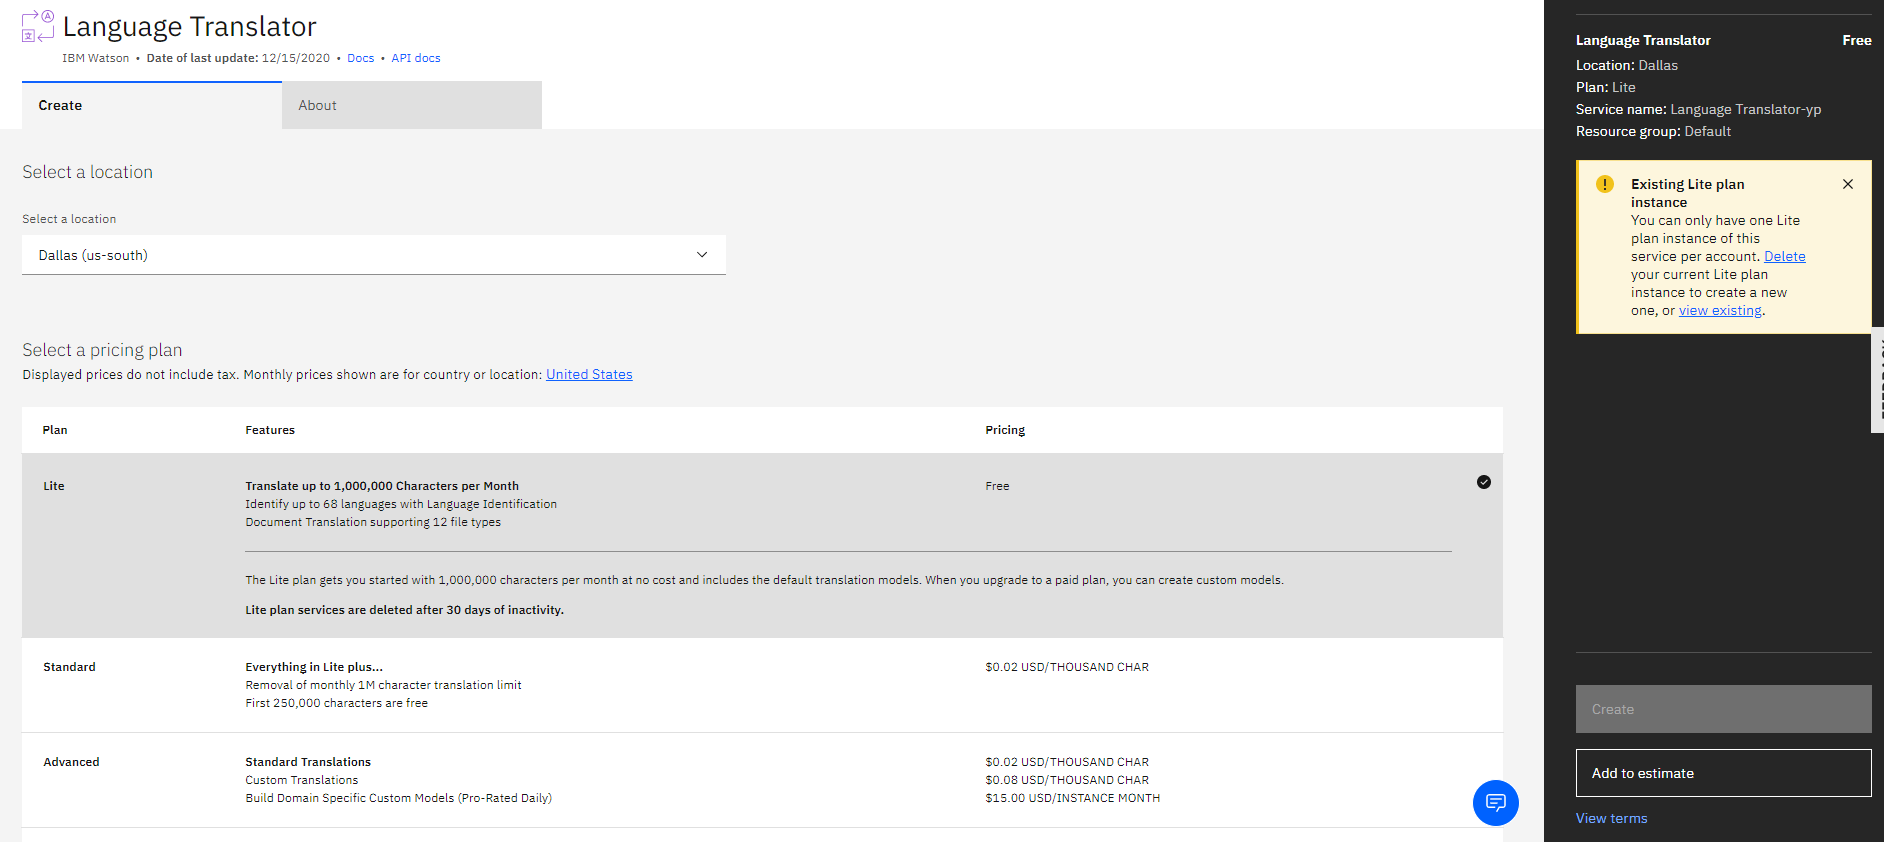 Language Translator
IBM Watson • Date of last update: 12/15/2020 • Docs • API docs
Create
About
Select a location
Select a location
Dallas (us-south)
Select a pricing plan
Displayed prices do not include tax. Monthly prices shown are for country or location: United States
Plan Features Pricing
Lite Translate up to 1,000,000 Characters per Month Free
Identify up to 68 languages with Language Identification
Document Translation supporting 12 file types
The Lite plan gets you started with 1,000,000 characters per month at no cost and includes the default translation models. When you upgrade to a paid plan, you can create custom models.
Lite plan services are deleted after 30 days of inactivity.
Standard Everything in Lite plus... $0.02 USD/THOUSAND CHAR
Removal of monthly 1M character translation limit
First 250,000 characters are free
Advanced Standard Translations $0.02 USD/THOUSAND CHAR
Custom Translations $0.08 USD/THOUSAND CHAR
Build Domain Specific Custom Models (Pro-Rated Daily) $15.00 USD/INSTANCE MONTH
Language Translator Free
Location: Dallas
Plan: Lite
Service name: Language Translator-yp
Resource group: Default
Existing Lite plan
instance
You can only have one Lite
plan instance of this
service per account. Delete
your current Lite plan
instance to create a new
one, or view existing.
Create
Add to estimate
View terms